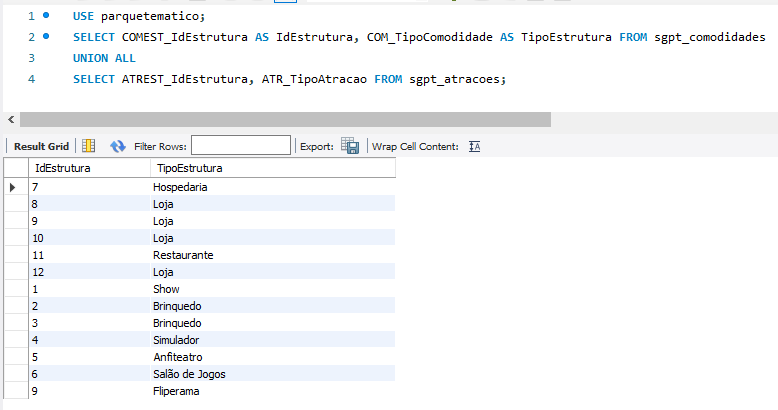 1 USE parquetematico;
2 SELECT COMEST_IdEstrutura AS IdEstrutura, COM_TipoComodidade AS TipoEstrutura FROM sgpt_comodidades
3 UNION ALL
4 SELECT ATREST_IdEstrutura, ATR_TipoAtracao FROM sgpt_atracoes;
Result Grid Filter Rows: Export: Wrap Cell Content:
IdEstrutura TipoEstrutura
7 Hospedaria
8 Loja
9 Loja
10 Loja
11 Restaurante
12 Loja
1 Show
2 Brinquedo
3 Brinquedo
4 Simulador
5 Anfiteatro
6 Salão de Jogos
9 Fliperama